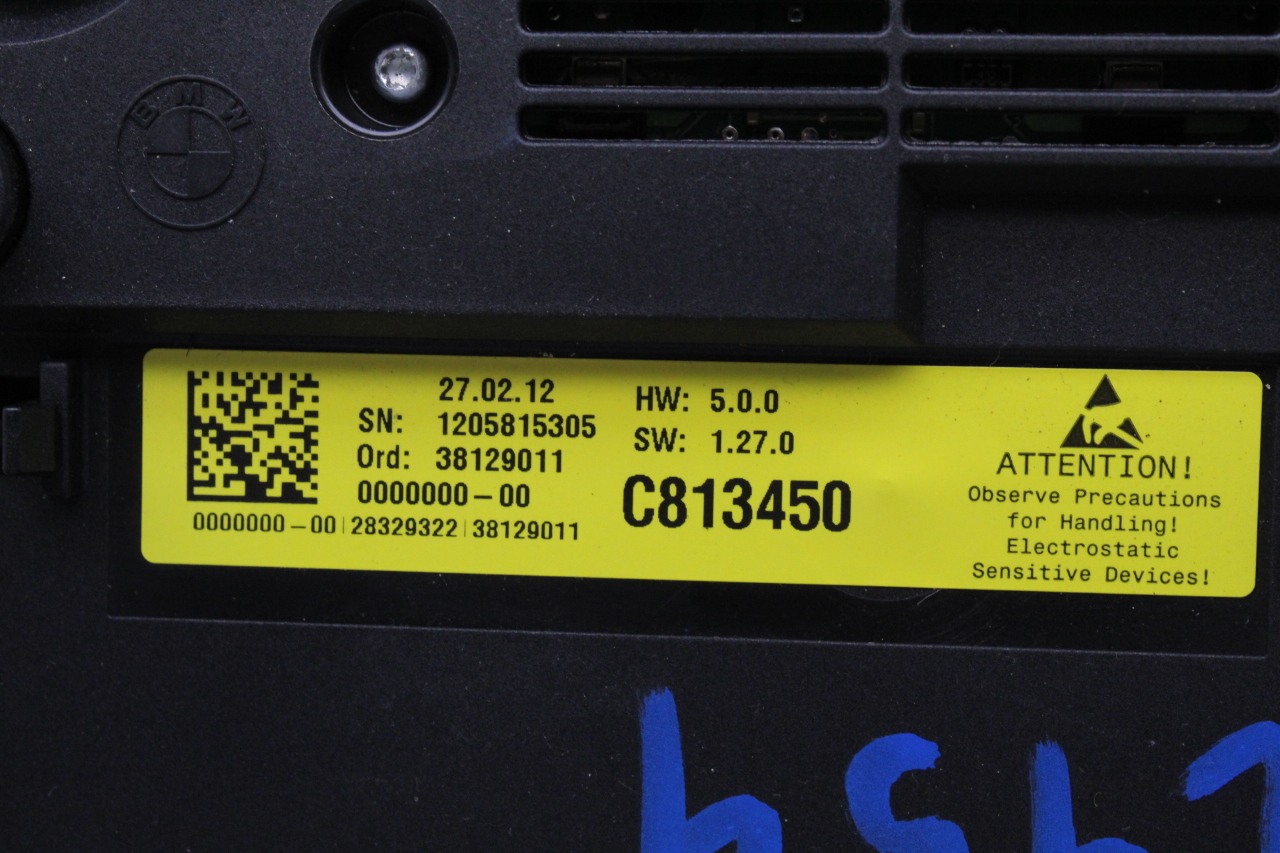 BMW
27.02.12
SN: 1205815305
Ord: 38129011
0000000-00
0000000-00 | 28329322 | 38129011
HW: 5.0.0
SW: 1.27.0
C813450
ATTENTION!
Observe Precautions
for Handling!
Electrostatic
Sensitive Devices!